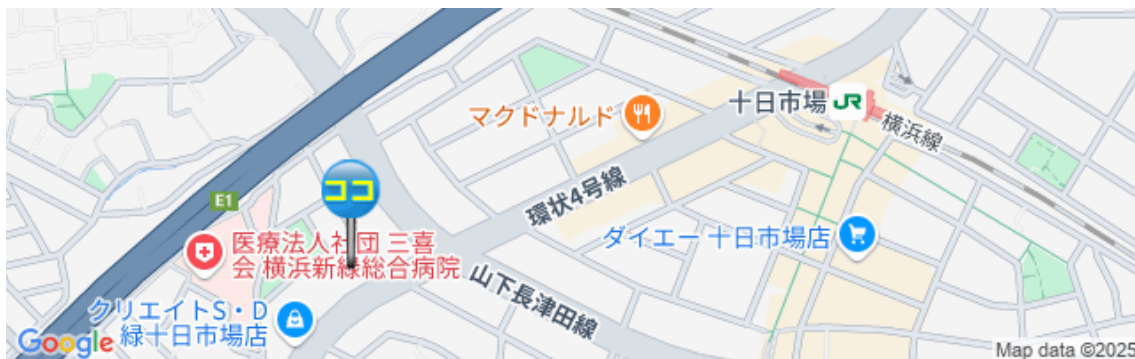 十日市場
JR
横浜線
マクドナルド
環状4号線
E1
ココ
医療法人社団 三喜
会 横浜新緑総合病院
ダイエー 十日市場店
山下長津田線
クリエイトS・D
緑十日市場店
Google
Map data ©2025